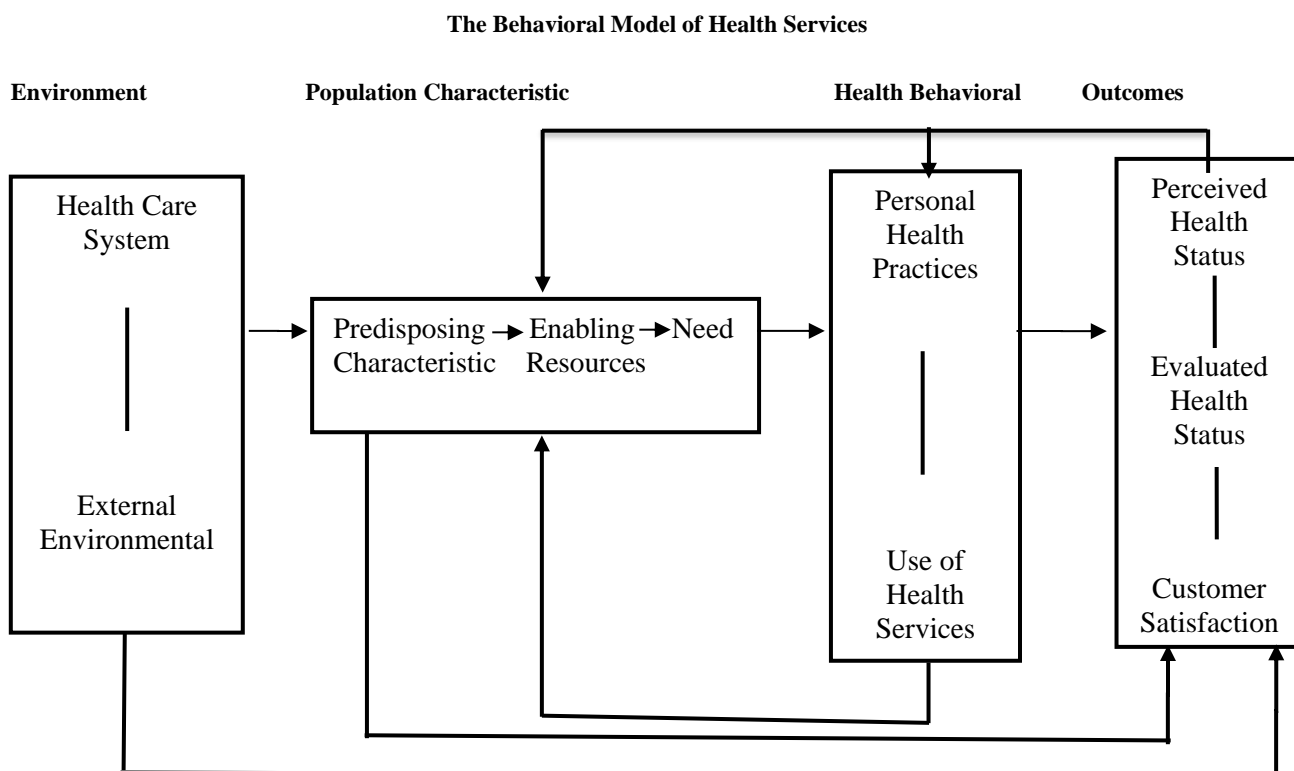 The Behavioral Model of Health Services
Environment
Population Characteristic
Health Behavioral
Outcomes
Health Care
System
External
Environmental
Predisposing Enabling Need
Characteristic Resources
Personal
Health
Practices
Use of
Health
Services
Perceived
Health
Status
Evaluated
Health
Status
Customer
Satisfaction